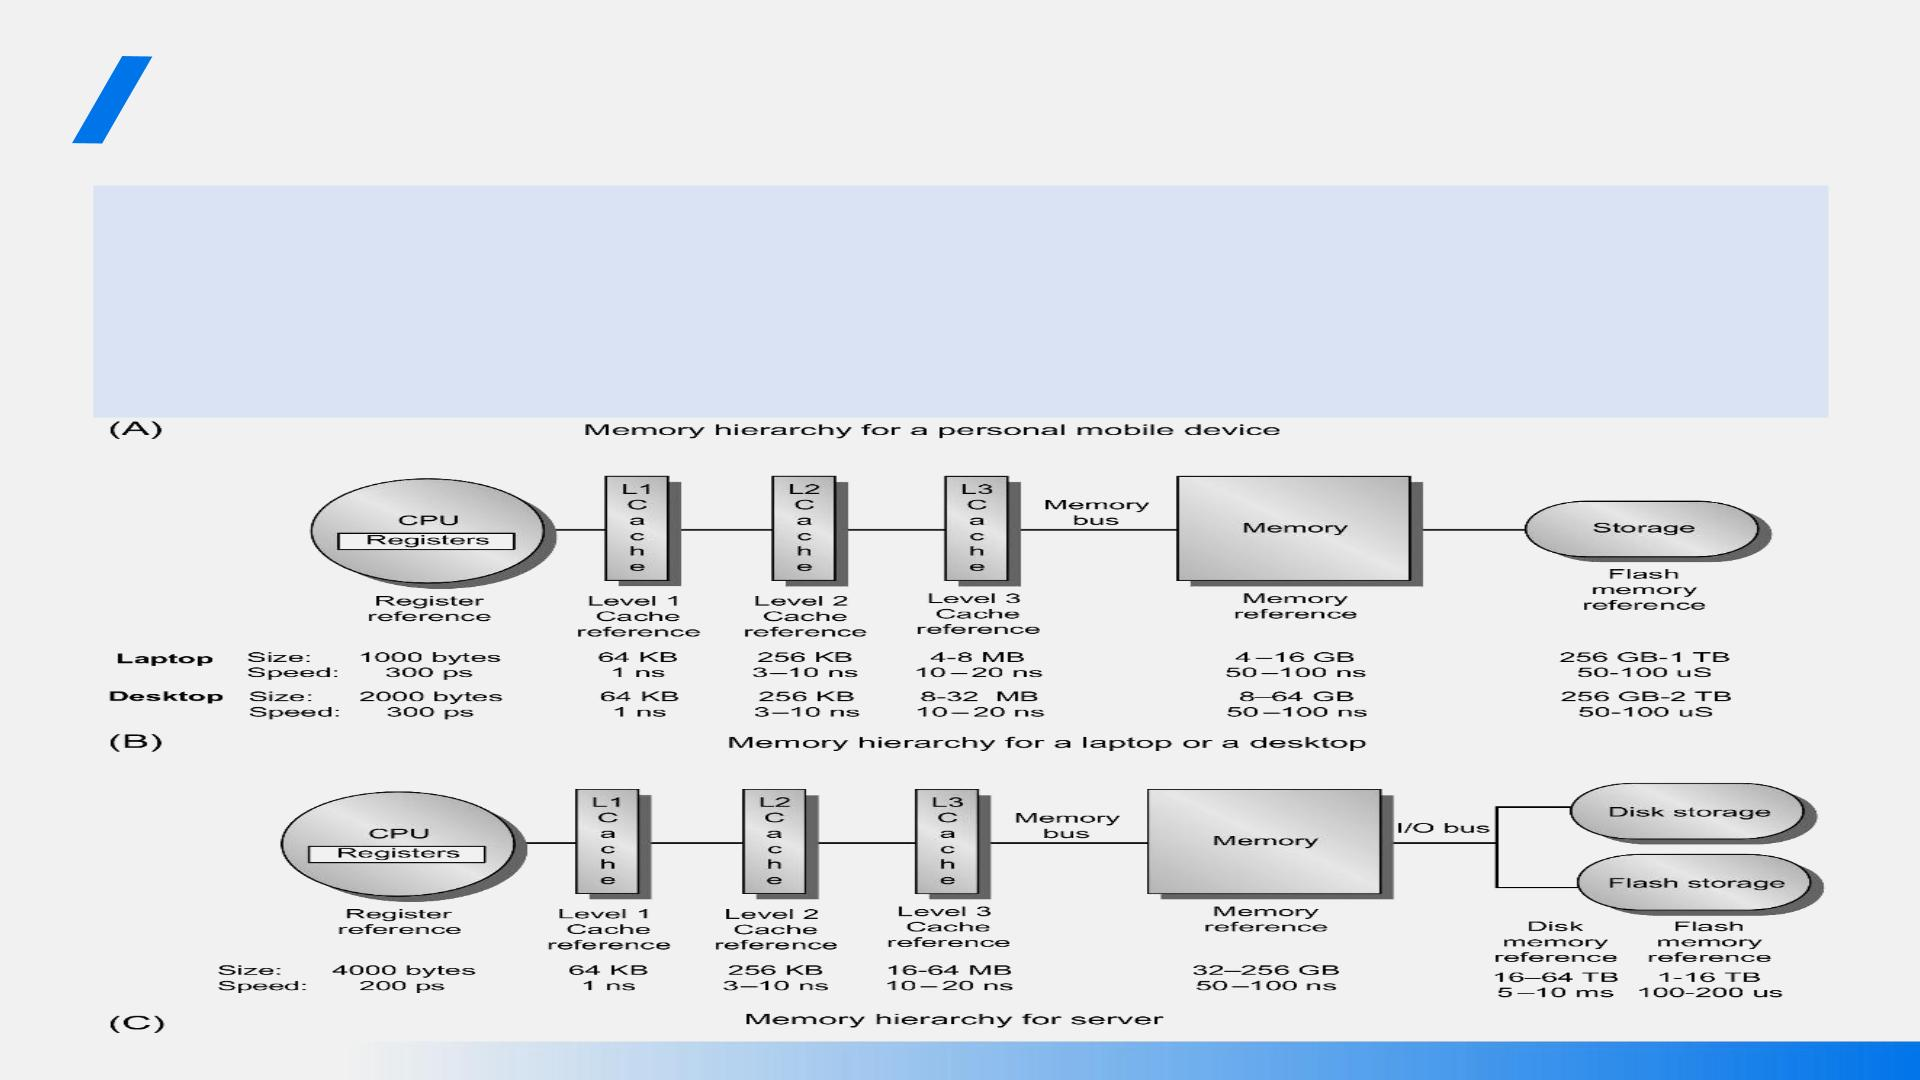 (A) Memory hierarchy for a personal mobile device
CPU
Registers
L1
C
a
c
h
e
L2
C
a
c
h
e
L3
C
a
c
h
e
Memory
bus
Memory
Storage
Register
reference
Level 1
Cache
reference
Level 2
Cache
reference
Level 3
Cache
reference
Memory
reference
Flash
memory
reference
Laptop Size: 1000 bytes 64 KB 256 KB 4-8 MB 4–16 GB 256 GB-1 TB
Speed: 300 ps 1 ns 3–10 ns 10–20 ns 50–100 ns 50-100 uS
Desktop Size: 2000 bytes 64 KB 256 KB 8-32 MB 8–64 GB 256 GB-2 TB
Speed: 300 ps 1 ns 3–10 ns 10–20 ns 50–100 ns 50-100 uS
(B) Memory hierarchy for a laptop or a desktop
CPU
Registers
L1
C
a
c
h
e
L2
C
a
c
h
e
L3
C
a
c
h
e
Memory
bus
Memory
I/O bus
Disk storage
Flash storage
Register
reference
Level 1
Cache
reference
Level 2
Cache
reference
Level 3
Cache
reference
Memory
reference
Disk
memory
reference
Flash
memory
reference
Size: 4000 bytes 64 KB 256 KB 16-64 MB 32–256 GB 16–64 TB 1-16 TB
Speed: 200 ps 1 ns 3–10 ns 10–20 ns 50–100 ns 5–10 ms 100-200 us
(C) Memory hierarchy for server